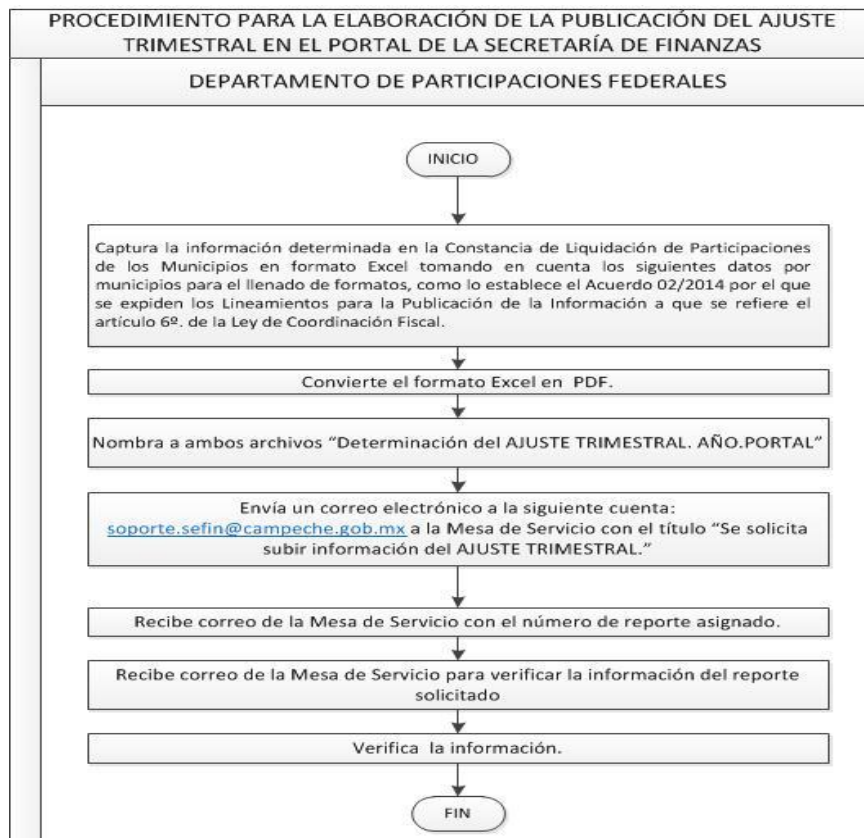 PROCEDIMIENTO PARA LA ELABORACIÓN DE LA PUBLICACIÓN DEL AJUSTE
TRIMESTRAL EN EL PORTAL DE LA SECRETARÍA DE FINANZAS
DEPARTAMENTO DE PARTICIPACIONES FEDERALES
INICIO
Captura la información determinada en la Constancia de Liquidación de Participaciones
de los Municipios en formato Excel tomando en cuenta los siguientes datos por
municipios para el llenado de formatos, como lo establece el Acuerdo 02/2014 por el que
se expiden los Lineamientos para la Publicación de la Información a que se refiere el
artículo 6º. de la Ley de Coordinación Fiscal.
Convierte el formato Excel en PDF.
Nombra a ambos archivos “Determinación del AJUSTE TRIMESTRAL. AÑO.PORTAL”
Envía un correo electrónico a la siguiente cuenta:
soporte.sefin@campeche.gob.mx a la Mesa de Servicio con el título “Se solicita
subir información del AJUSTE TRIMESTRAL.”
Recibe correo de la Mesa de Servicio con el número de reporte asignado.
Recibe correo de la Mesa de Servicio para verificar la información del reporte
solicitado
Verifica la información.
FIN